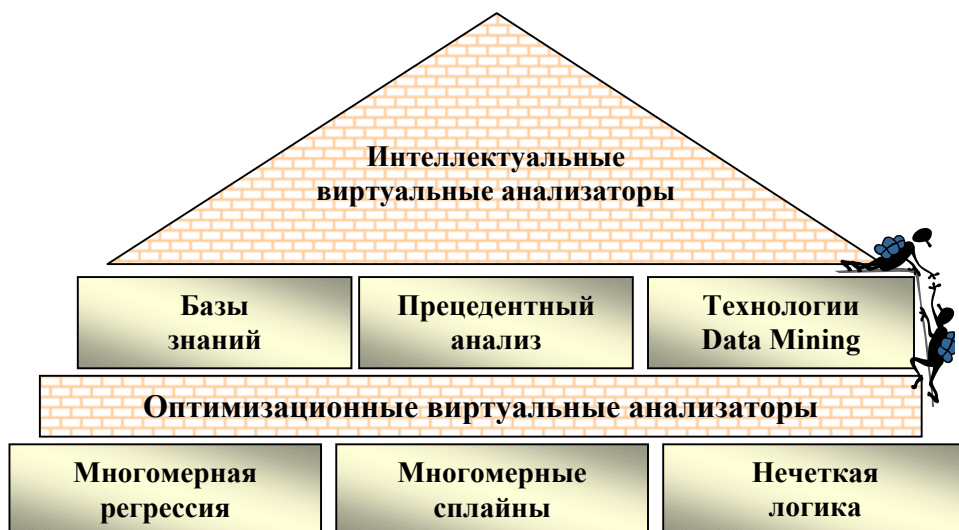 Интеллектуальные
виртуальные анализаторы
Базы
знаний
Прецедентный
анализ
Технологии
Data Mining
Оптимизационные виртуальные анализаторы
Многомерная
регрессия
Многомерные
сплайны
Нечеткая
логика